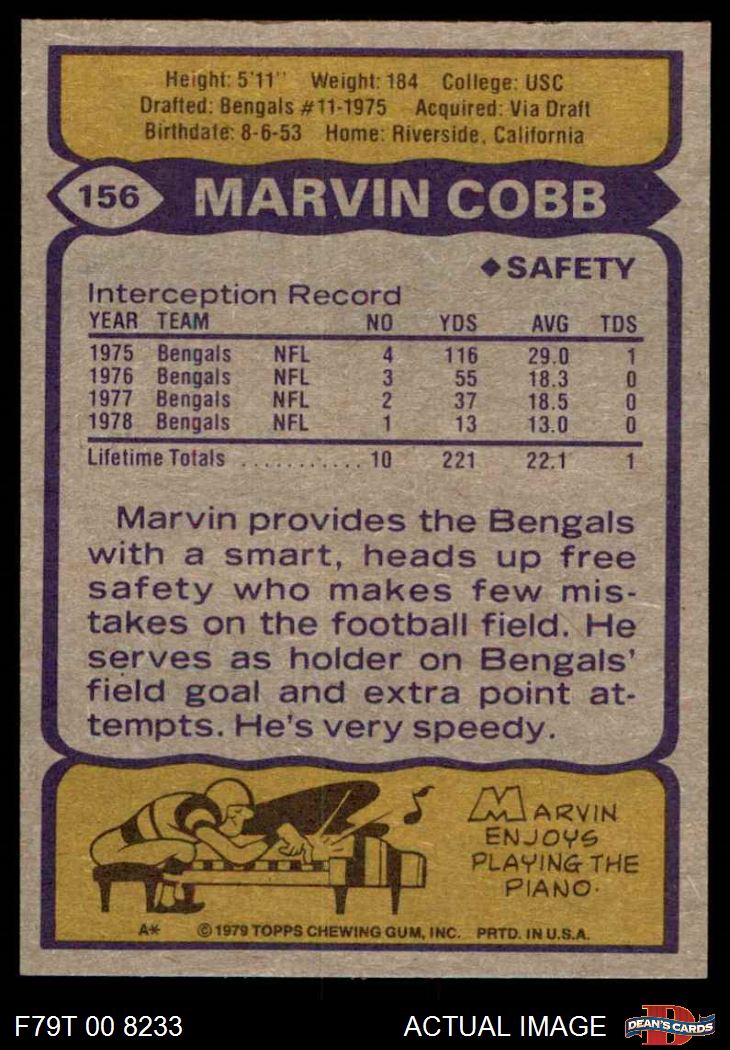 Height: 5'11" Weight: 184 College: USC
Drafted: Bengals #11-1975 Acquired: Via Draft
Birthdate: 8-6-53 Home: Riverside, California
156 MARVIN COBB
◆SAFETY
Interception Record
YEAR TEAM NO YDS AVG TDS
1975 Bengals NFL 4 116 29.0 1
1976 Bengals NFL 3 55 18.3 0
1977 Bengals NFL 2 37 18.5 0
1978 Bengals NFL 1 13 13.0 0
Lifetime Totals ............ 10 221 22.1 1
Marvin provides the Bengals
with a smart, heads up free
safety who makes few mis-
takes on the football field. He
serves as holder on Bengals'
field goal and extra point at-
tempts. He's very speedy.
MARVIN
ENJOYS
PLAYING THE
PIANO.
A* ©1979 TOPPS CHEWING GUM, INC. PRTD. IN U.S.A.
F79T 00 8233 ACTUAL IMAGE D DEAN'S CARDS